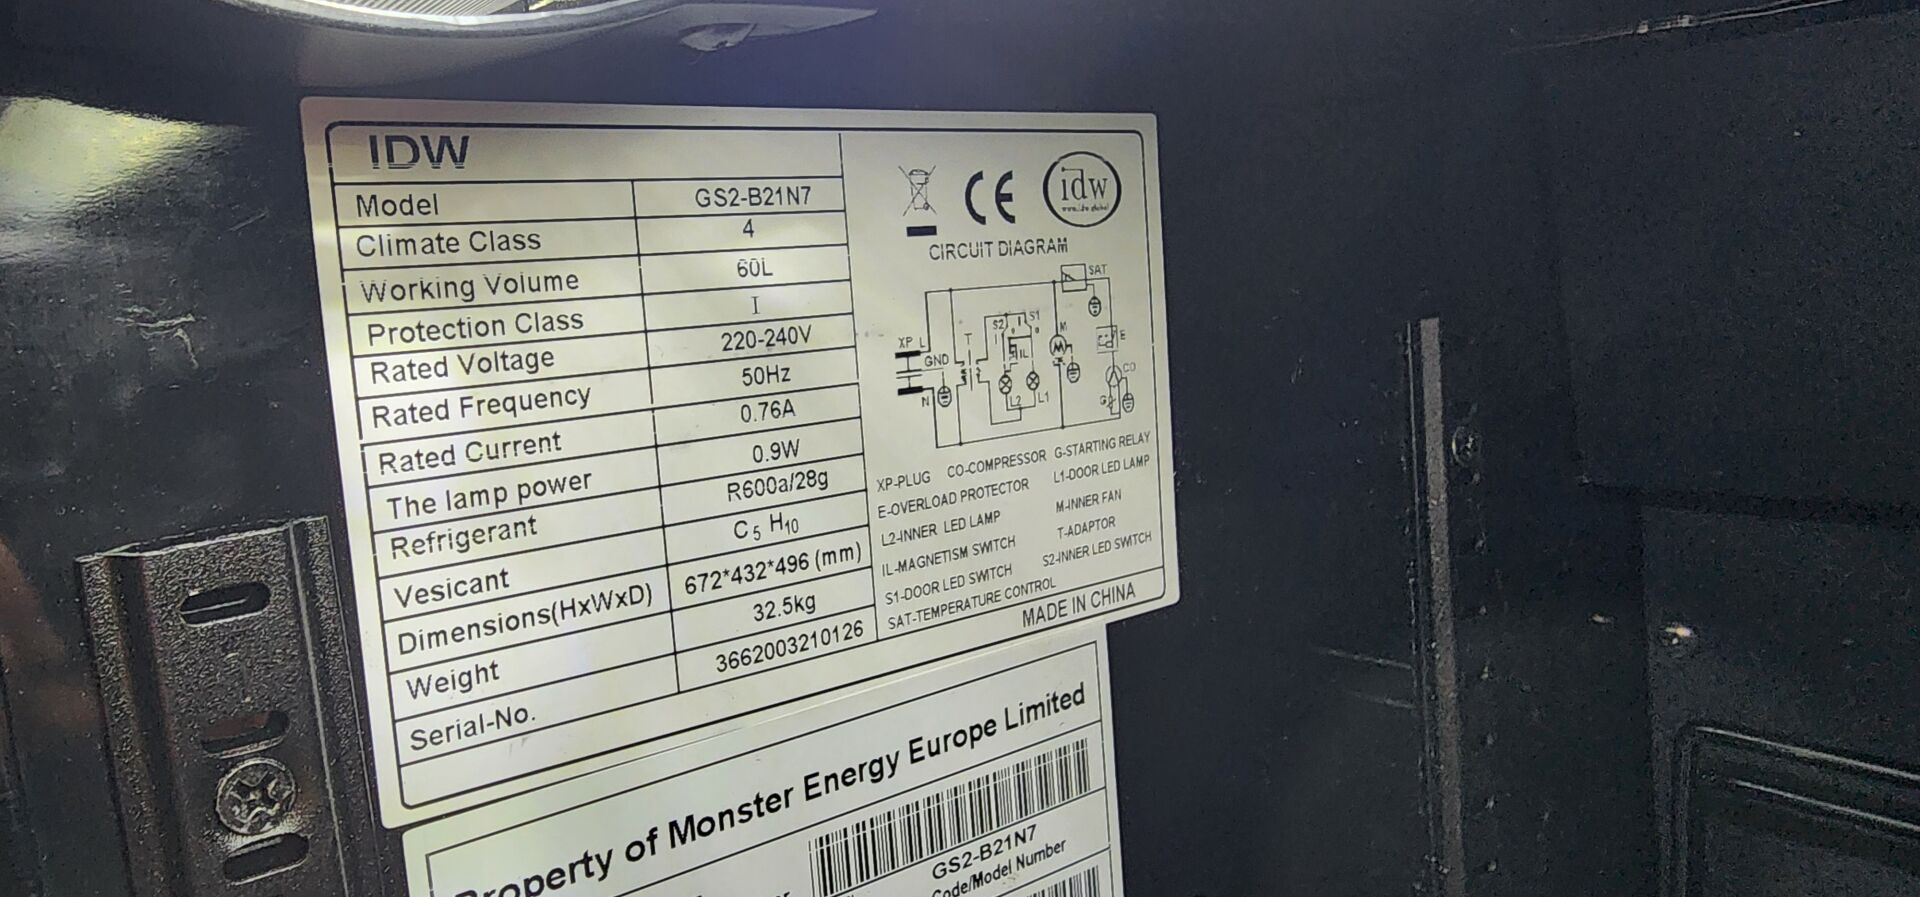 IDW
Model GS2-B21N7
Climate Class 4
Working Volume 60L
Protection Class I
Rated Voltage 220-240V
Rated Frequency 50Hz
Rated Current 0.76A
The lamp power 0.9W
Refrigerant R600a/28g
Vesicant C5 H10
Dimensions(HxWxD) 672*432*496 (mm)
Weight 32.5kg
Serial-No. 3662003210126
CE
idw
www.idw.global
CIRCUIT DIAGRAM
SAT
S2 S1
XP L T M
GND IL E
CO
N L2 L1 G
XP-PLUG CO-COMPRESSOR G-STARTING RELAY
E-OVERLOAD PROTECTOR L1-DOOR LED LAMP
L2-INNER LED LAMP M-INNER FAN
IL-MAGNETISM SWITCH T-ADAPTOR
S1-DOOR LED SWITCH S2-INNER LED SWITCH
SAT-TEMPERATURE CONTROL
MADE IN CHINA
Property of Monster Energy Europe Limited
GS2-B21N7
Code/Model Number